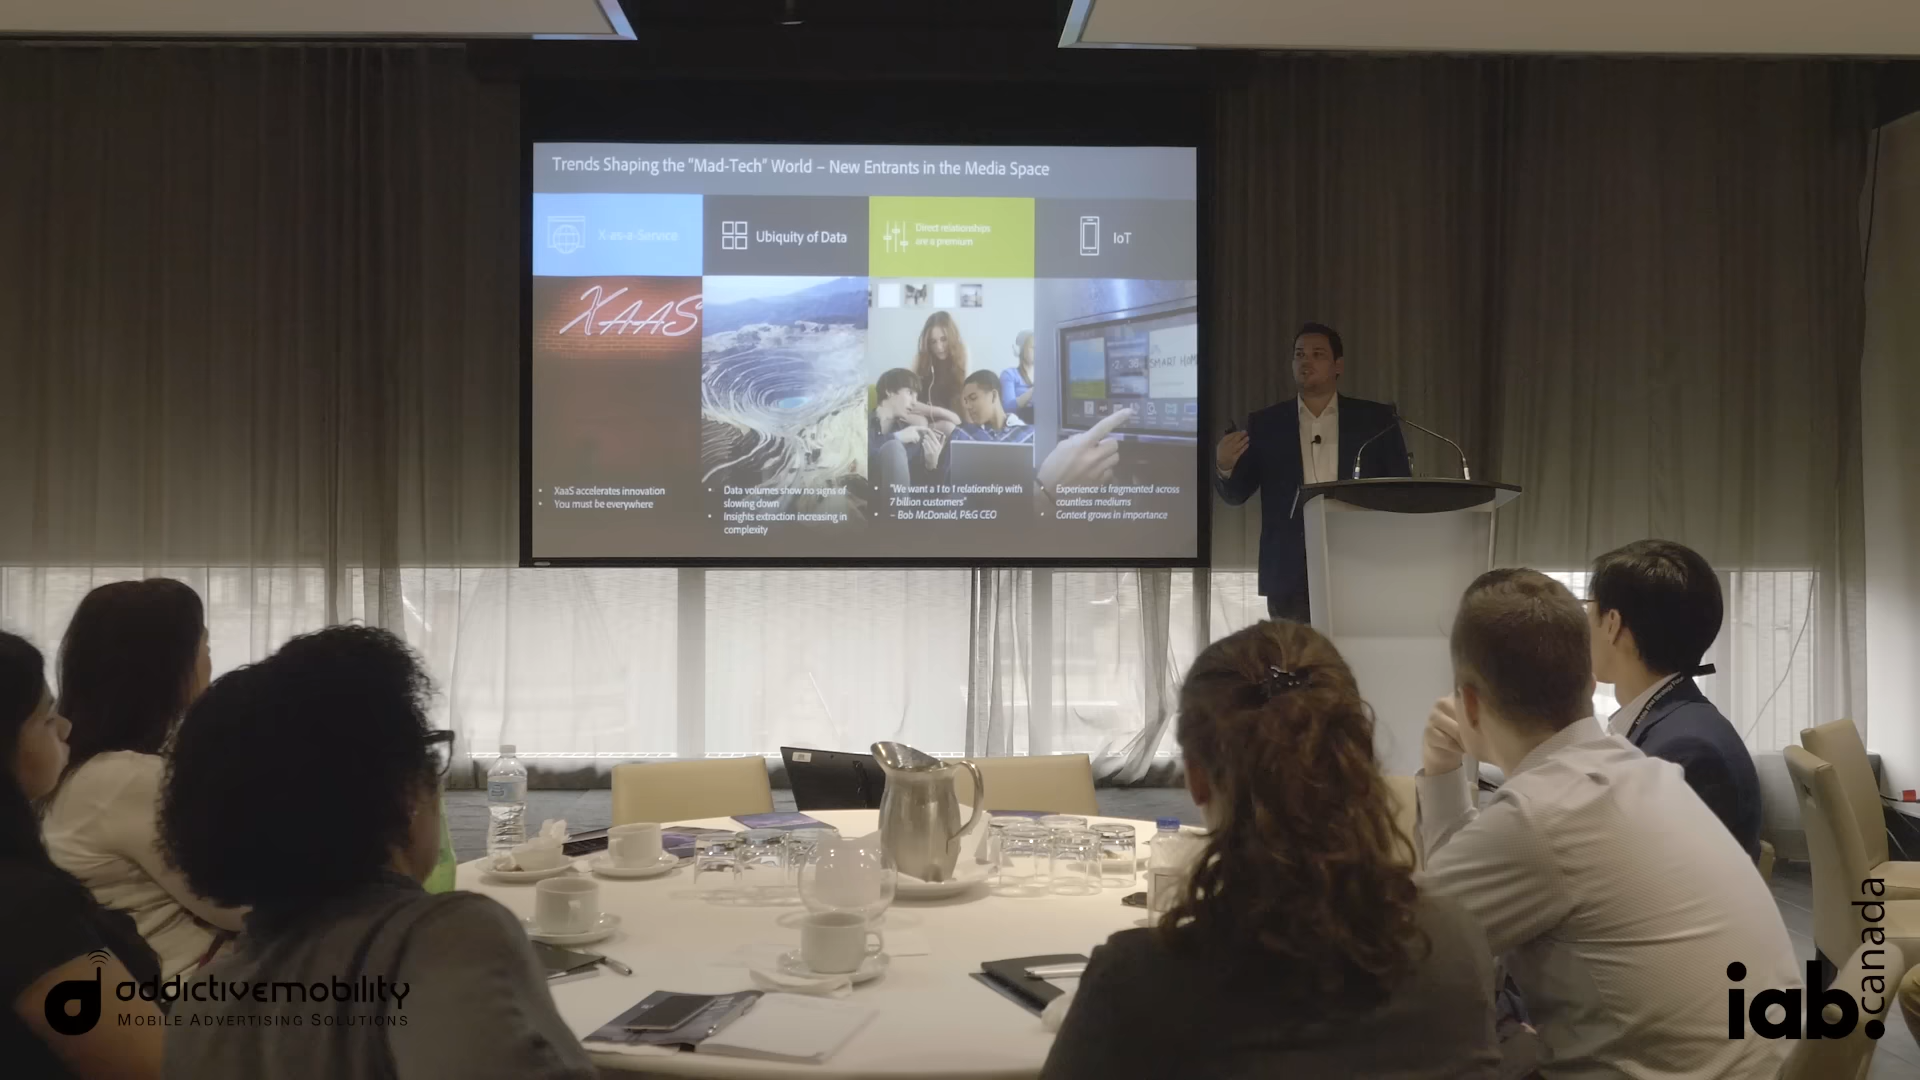 Trends Shaping the "Mad-Tech" World – New Entrants in the Media Space
X-as-a-Service
Ubiquity of Data
Direct relationships
are a premium
IoT
XAAS
SMART HOM
• XaaS accelerates innovation
• You must be everywhere
• Data volumes show no signs of
slowing down
• Insights extraction increasing in
complexity
• "We want a 1 to 1 relationship with
7 billion customers"
• – Bob McDonald, P&G CEO
• Experience is fragmented across
countless mediums
• Context grows in importance
addictivemobility
MOBILE ADVERTISING SOLUTIONS
iab.
canada